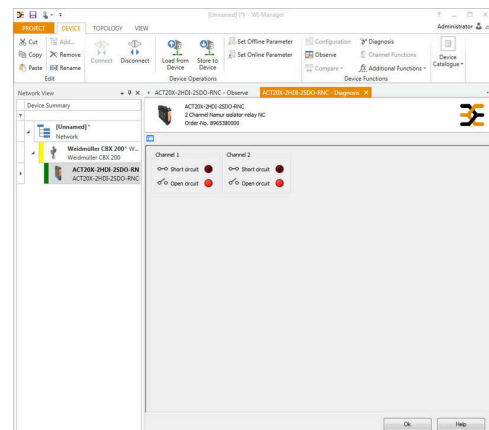 [Unnamed] (*) - WI-Manager
PROJECT DEVICE TOPOLOGY VIEW Administrator
Cut Add... Set Offline Parameter Configuration Diagnosis
Copy Remove Connect Disconnect Load from Device Store to Device Set Online Parameter Observe Channel Functions Device Catalogue
Paste Rename Compare Additional Functions
Edit Device Operations Device Functions
Network View ACT20X-2HDI-2SDO-RNC - Observe ACT20X-2HDI-2SDO-RNC - Diagnosis
Device Summary
ACT20X-2HDI-2SDO-RNC
2 Channel Namur isolator relay NC
Order-No. 8965380000
[Unnamed]*
Network
Weidmüller CBX 200* W...
Weidmüller CBX 200
ACT20X-2HDI-2SDO-RN
ACT20X-2HDI-2SDO-RNC
Channel 1 Channel 2
Short circuit Short circuit
Open circuit Open circuit
Ok Help